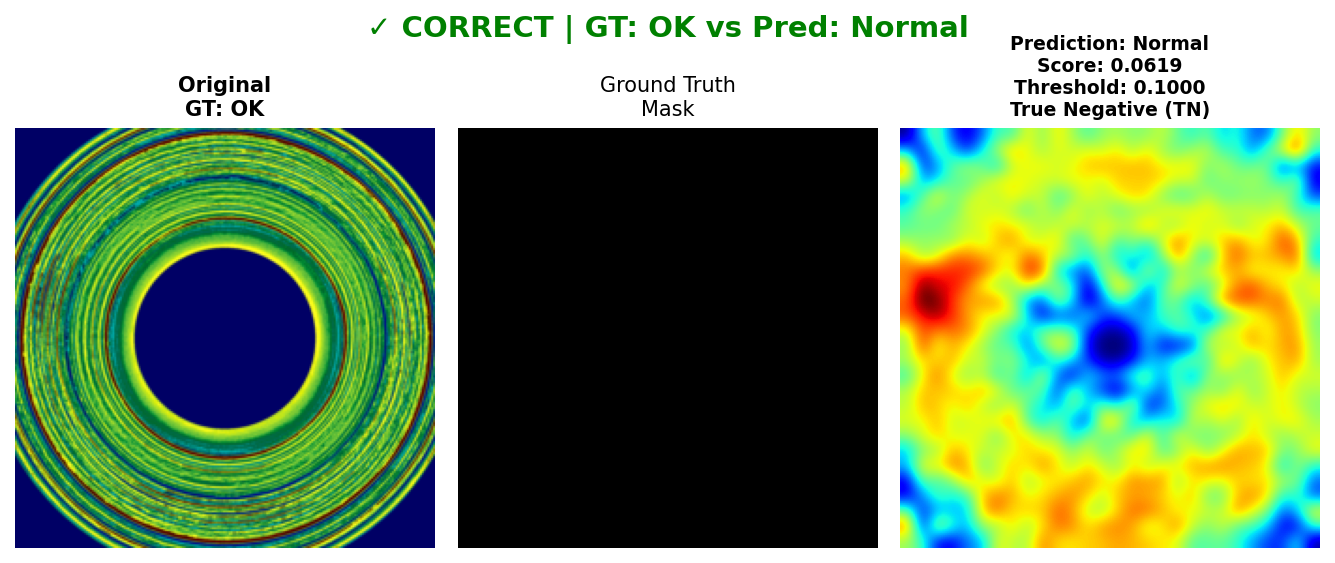 ✓ CORRECT | GT: OK vs Pred: Normal
Original
GT: OK
Ground Truth
Mask
Prediction: Normal
Score: 0.0619
Threshold: 0.1000
True Negative (TN)